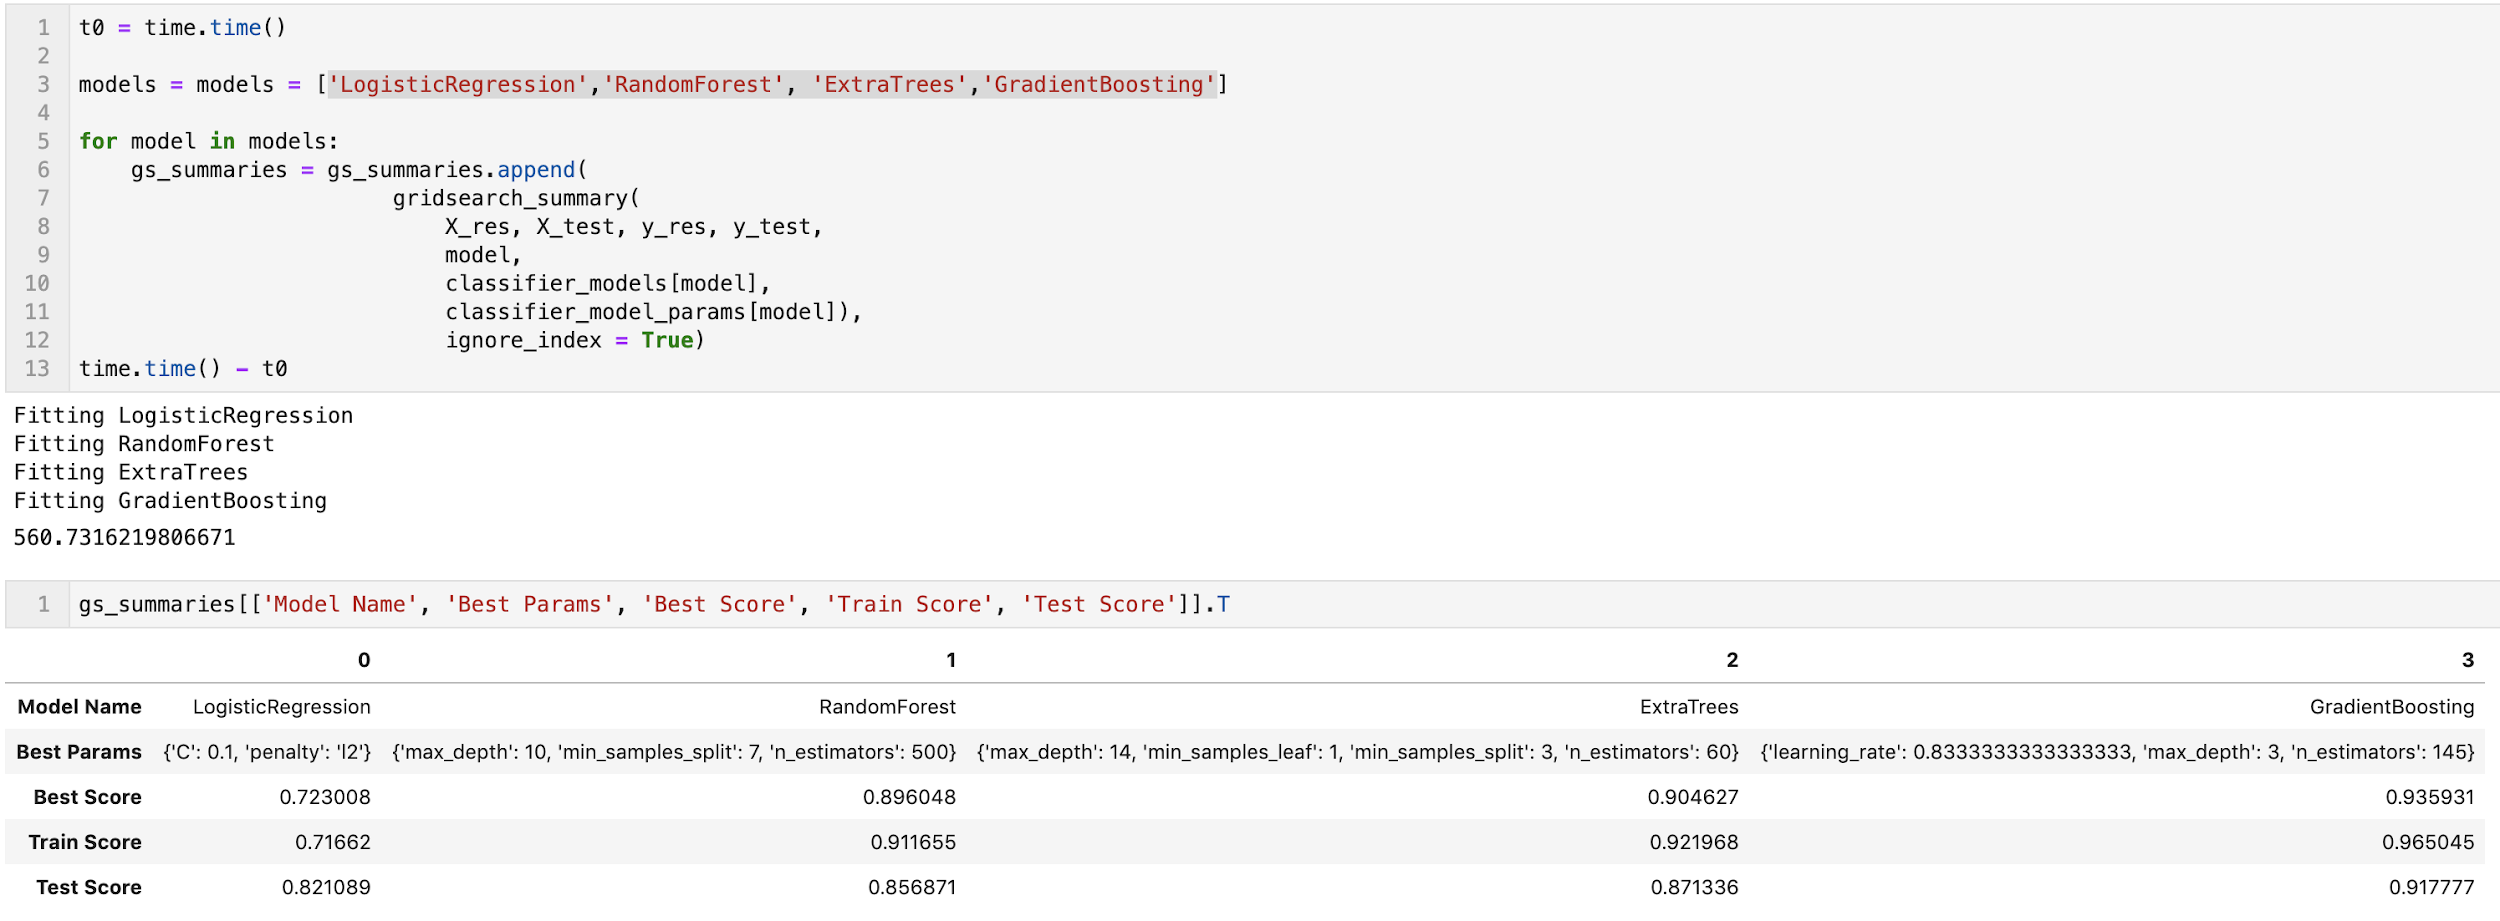 1 t0 = time.time()
2
3 models = models = ['LogisticRegression','RandomForest', 'ExtraTrees','GradientBoosting']
4
5 for model in models:
6     gs_summaries = gs_summaries.append(
7                         gridsearch_summary(
8                             X_res, X_test, y_res, y_test,
9                             model,
10                             classifier_models[model],
11                             classifier_model_params[model]),
12                             ignore_index = True)
13 time.time() - t0
Fitting LogisticRegression
Fitting RandomForest
Fitting ExtraTrees
Fitting GradientBoosting
560.7316219806671
1 gs_summaries[['Model Name', 'Best Params', 'Best Score', 'Train Score', 'Test Score']].T
0 1 2 3
Model Name LogisticRegression RandomForest ExtraTrees GradientBoosting
Best Params {'C': 0.1, 'penalty': 'l2'} {'max_depth': 10, 'min_samples_split': 7, 'n_estimators': 500} {'max_depth': 14, 'min_samples_leaf': 1, 'min_samples_split': 3, 'n_estimators': 60} {'learning_rate': 0.8333333333333333, 'max_depth': 3, 'n_estimators': 145}
Best Score 0.723008 0.896048 0.904627 0.935931
Train Score 0.71662 0.911655 0.921968 0.965045
Test Score 0.821089 0.856871 0.871336 0.917777